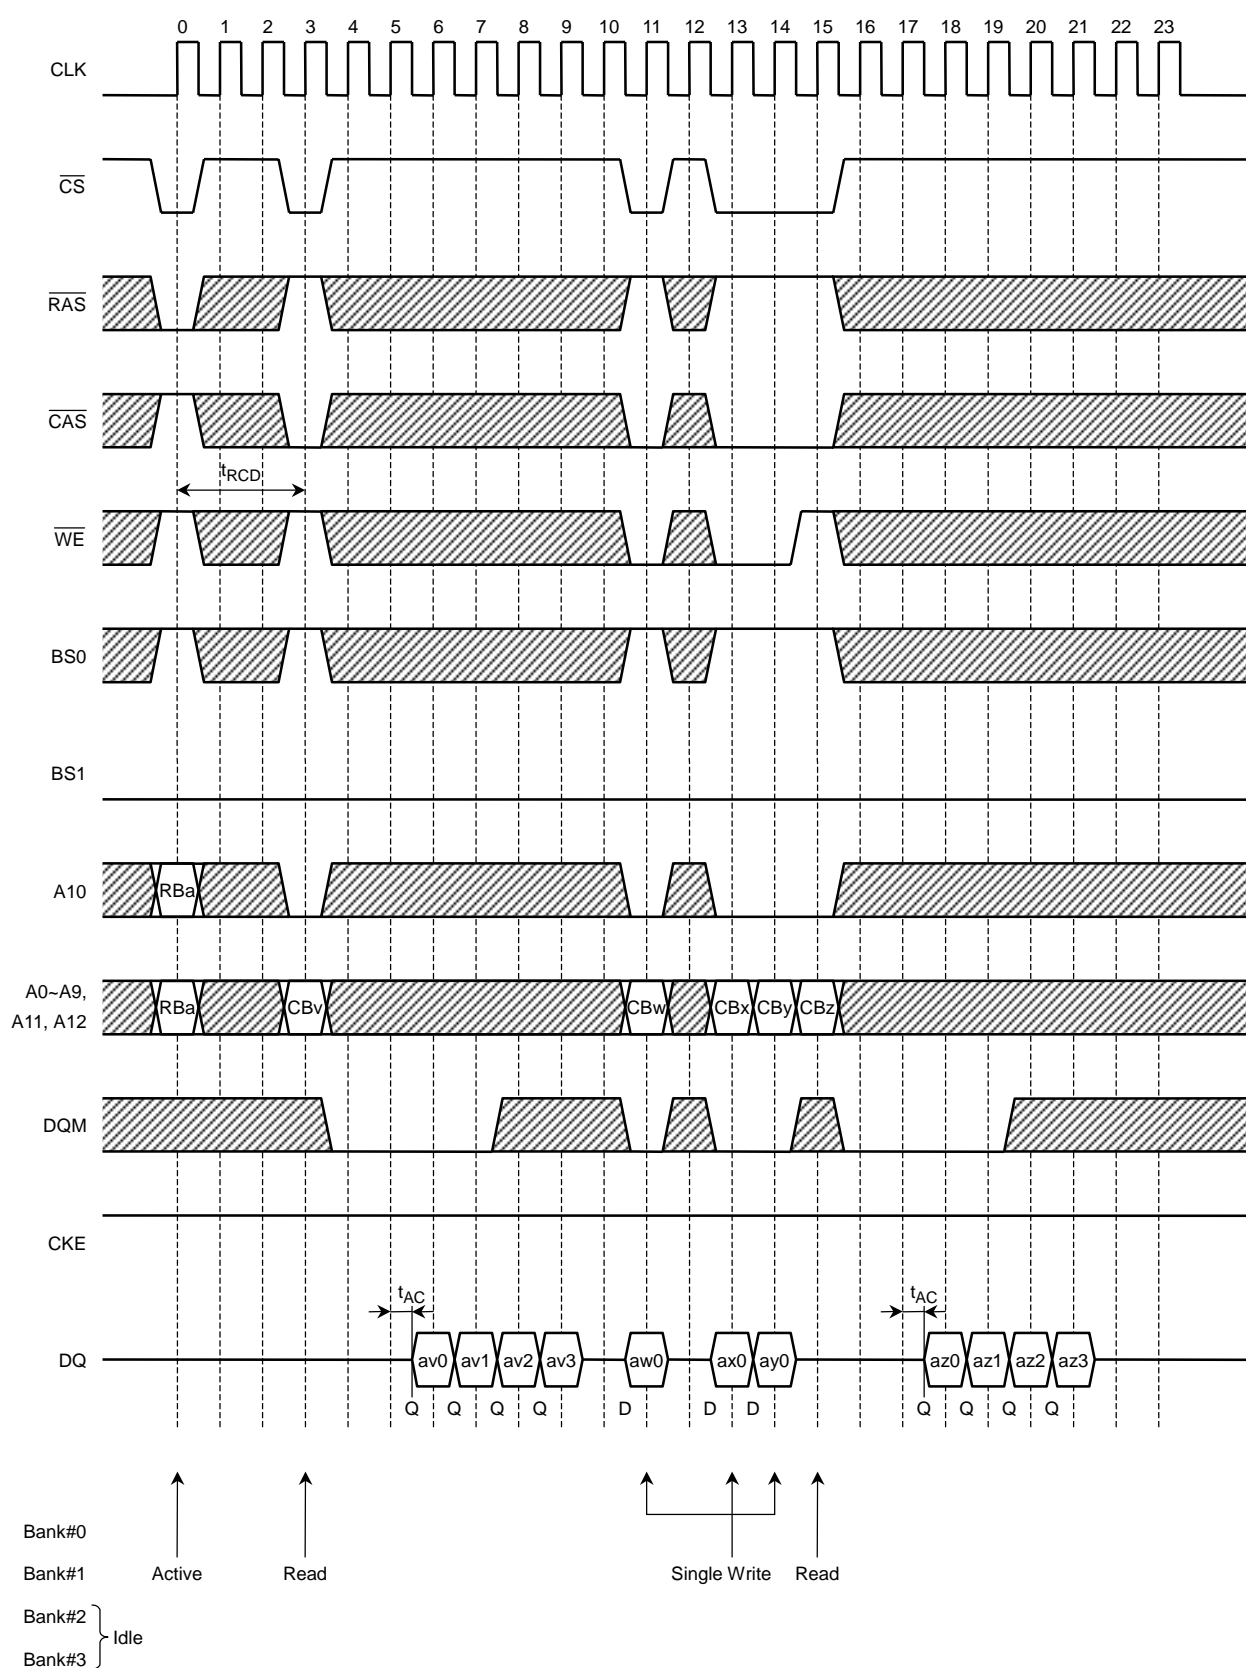 0 1 2 3 4 5 6 7 8 9 10 11 12 13 14 15 16 17 18 19 20 21 22 23
CLK
CS
RAS
CAS
tRCD
WE
BS0
BS1
A10 RBa
A0~A9,
A11, A12
RBa CBv CBw CBx CBy CBz
DQM
CKE
tAC tAC
DQ av0 av1 av2 av3 aw0 ax0 ay0 az0 az1 az2 az3
Q Q Q Q D D D Q Q Q Q
Bank#0
Bank#1 Active Read Single Write Read
Bank#2
Idle
Bank#3